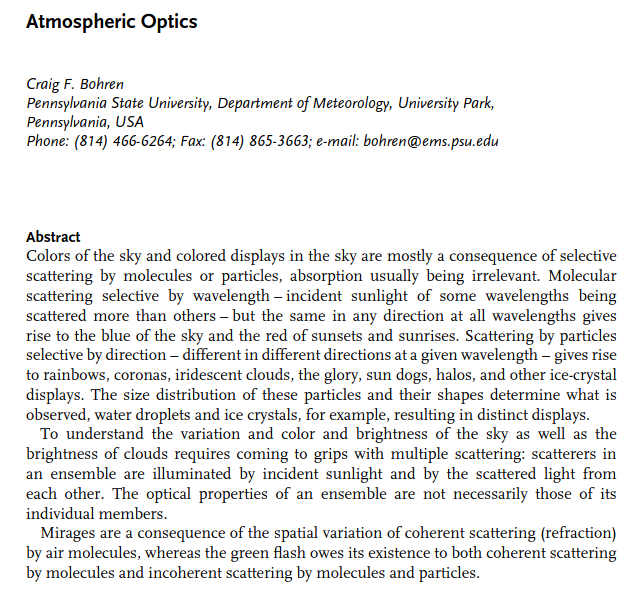 Atmospheric Optics
Craig F. Bohren
Pennsylvania State University, Department of Meteorology, University Park,
Pennsylvania, USA
Phone: (814) 466-6264; Fax: (814) 865-3663; e-mail: bohren@ems.psu.edu
Abstract
Colors of the sky and colored displays in the sky are mostly a consequence of selective
scattering by molecules or particles, absorption usually being irrelevant. Molecular
scattering selective by wavelength – incident sunlight of some wavelengths being
scattered more than others – but the same in any direction at all wavelengths gives
rise to the blue of the sky and the red of sunsets and sunrises. Scattering by particles
selective by direction – different in different directions at a given wavelength – gives rise
to rainbows, coronas, iridescent clouds, the glory, sun dogs, halos, and other ice-crystal
displays. The size distribution of these particles and their shapes determine what is
observed, water droplets and ice crystals, for example, resulting in distinct displays.
To understand the variation and color and brightness of the sky as well as the
brightness of clouds requires coming to grips with multiple scattering: scatterers in
an ensemble are illuminated by incident sunlight and by the scattered light from
each other. The optical properties of an ensemble are not necessarily those of its
individual members.
Mirages are a consequence of the spatial variation of coherent scattering (refraction)
by air molecules, whereas the green flash owes its existence to both coherent scattering
by molecules and incoherent scattering by molecules and particles.